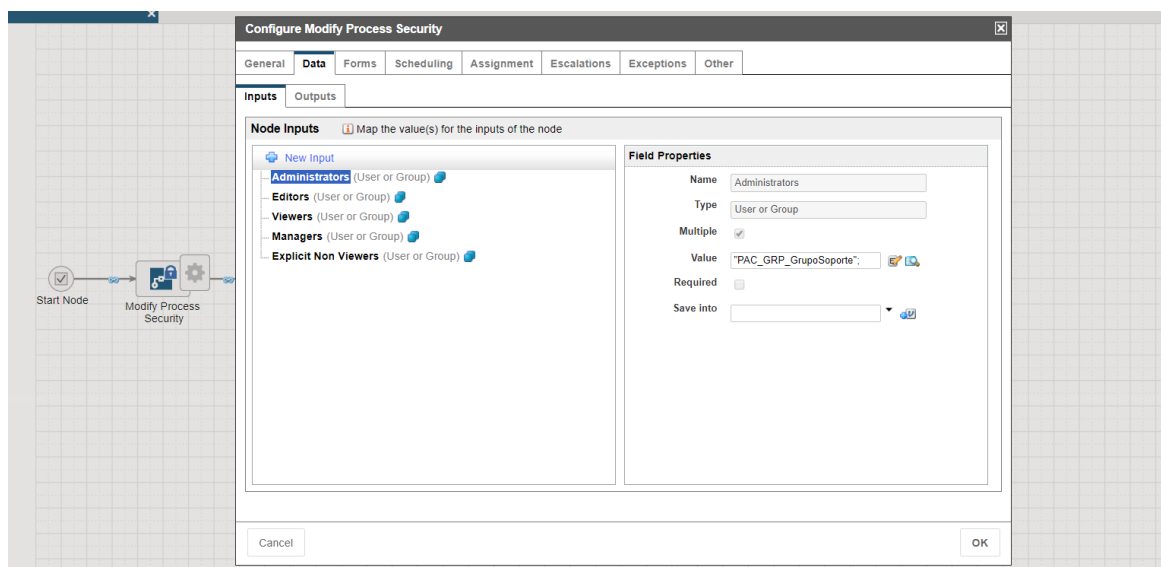 Configure Modify Process Security
General Data Forms Scheduling Assignment Escalations Exceptions Other
Inputs Outputs
Node Inputs Map the value(s) for the inputs of the node
New Input
Administrators (User or Group)
Editors (User or Group)
Viewers (User or Group)
Managers (User or Group)
Explicit Non Viewers (User or Group)
Field Properties
Name Administrators
Type User or Group
Multiple
Value "PAC_GRP_GrupoSoporte";
Required
Save into
Start Node
Modify Process
Security
Cancel
OK